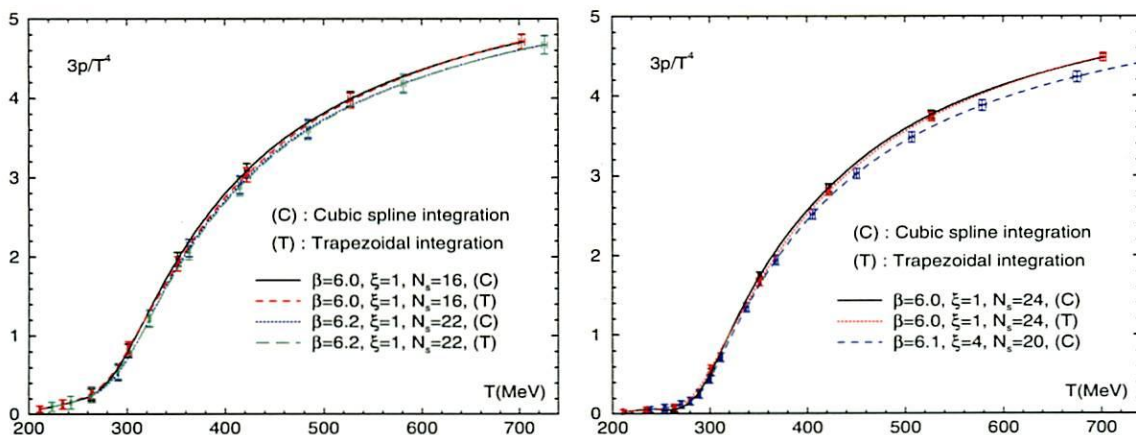 5
4
3
2
1
0
3p/T⁴
(C) : Cubic spline integration
(T) : Trapezoidal integration
β=6.0, ξ=1, Nₛ=16, (C)
β=6.0, ξ=1, Nₛ=16, (T)
β=6.2, ξ=1, Nₛ=22, (C)
β=6.2, ξ=1, Nₛ=22, (T)
T(MeV)
200 300 400 500 600 700
5
4
3
2
1
0
3p/T⁴
(C) : Cubic spline integration
(T) : Trapezoidal integration
β=6.0, ξ=1, Nₛ=24, (C)
β=6.0, ξ=1, Nₛ=24, (T)
β=6.1, ξ=4, Nₛ=20, (C)
T(MeV)
200 300 400 500 600 700